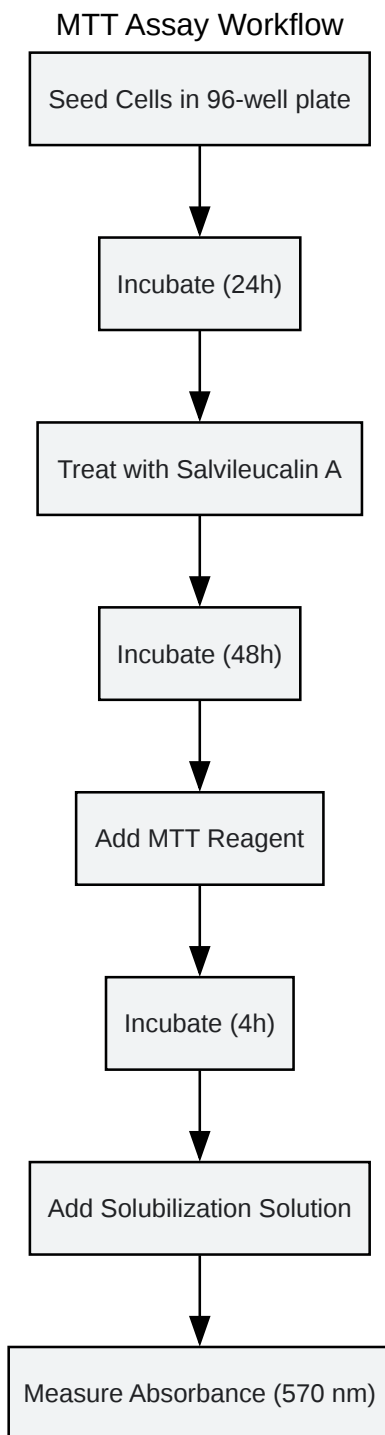 MTT Assay Workflow
Seed Cells in 96-well plate
Incubate (24h)
Treat with Salvileucalin A
Incubate (48h)
Add MTT Reagent
Incubate (4h)
Add Solubilization Solution
Measure Absorbance (570 nm)